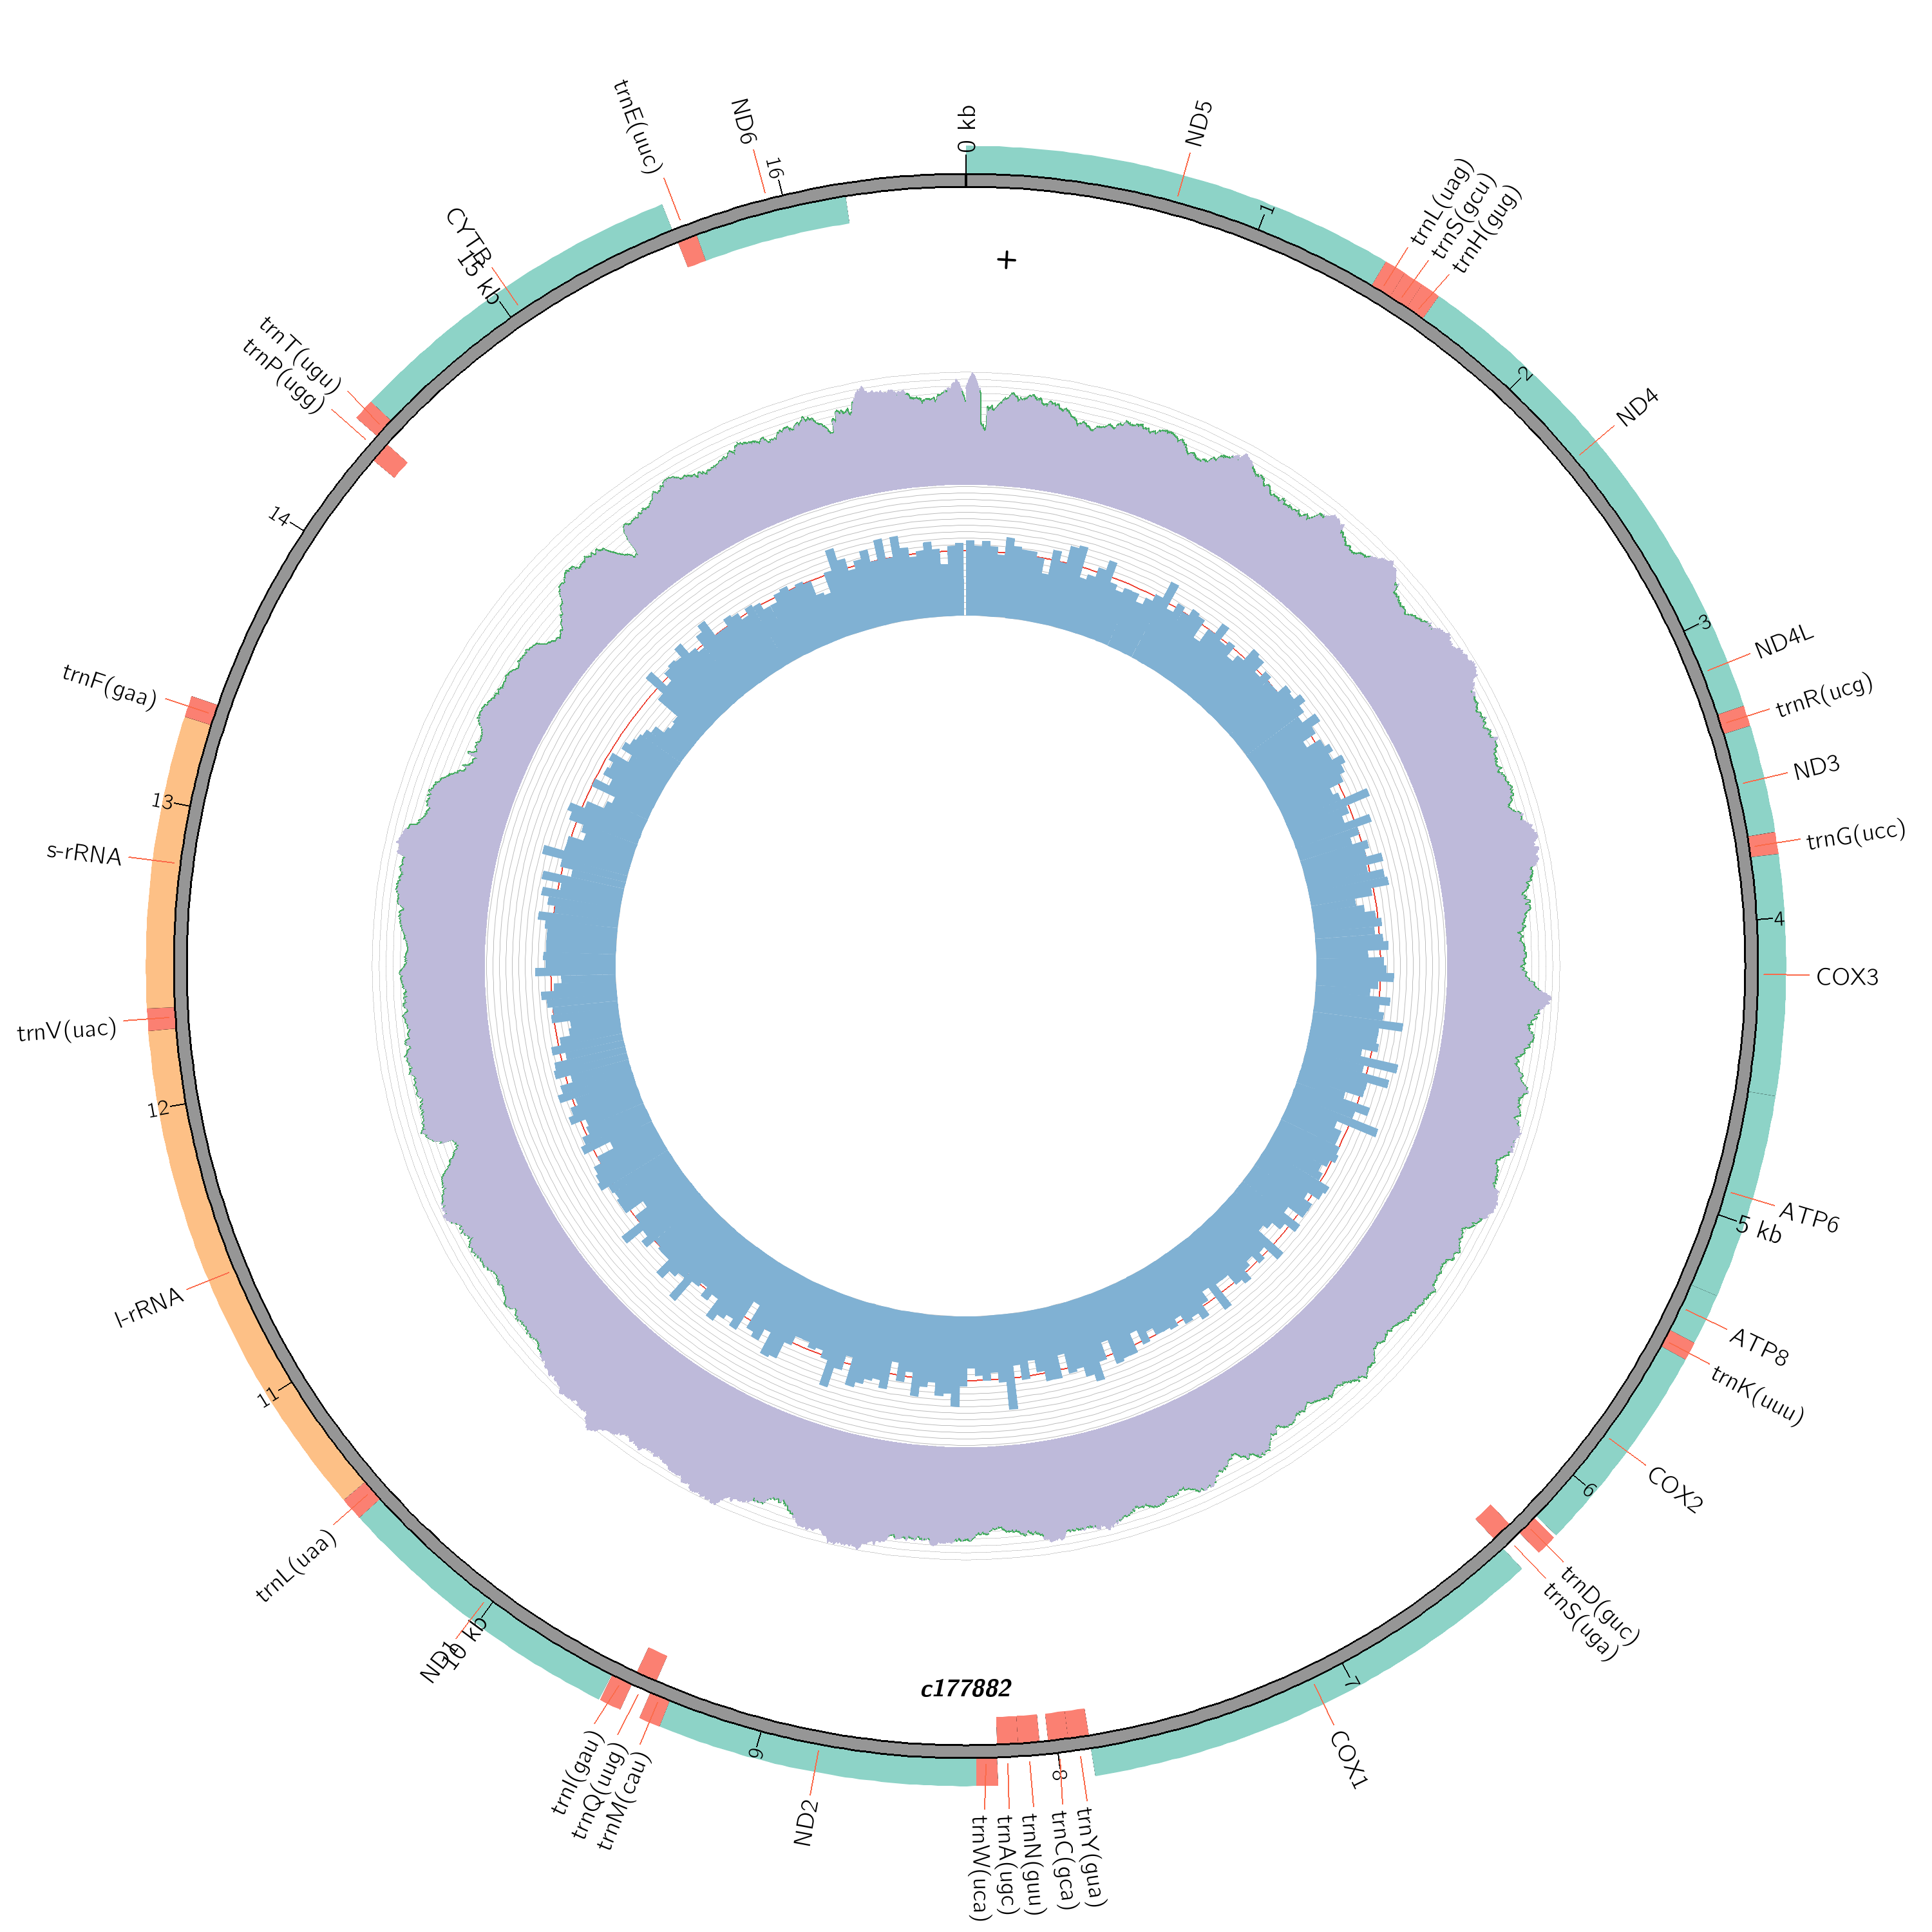 0 kb
ND5
1
trnL(uag)
trnS(gcu)
trnH(gug)
2
ND4
3
ND4L
trnR(ucg)
ND3
trnG(ucc)
4
COX3
ATP6
5 kb
ATP8
trnK(uuu)
COX2
6
trnD(guc)
trnS(uga)
7
COX1
trnY(gua)
8
trnC(gca)
trnN(guu)
trnA(ugc)
trnW(uca)
c177882
ND2
9
trnM(cau)
trnQ(uug)
trnI(gau)
10 kb
ND1
trnL(uaa)
11
l-rRNA
12
trnV(uac)
s-rRNA
13
trnF(gaa)
14
trnP(ugg)
trnT(ugu)
15 kb
CYTB
trnE(uuc)
ND6
16
+